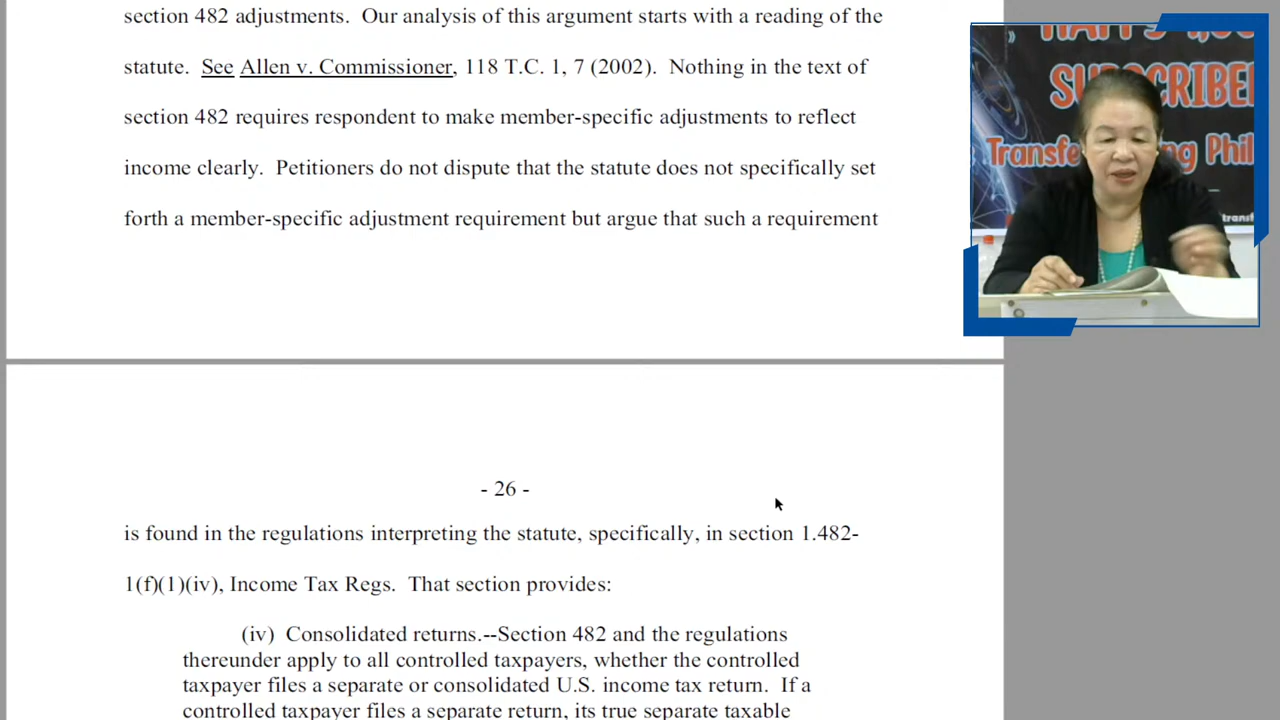 section 482 adjustments.  Our analysis of this argument starts with a reading of the
statute.  See Allen v. Commissioner, 118 T.C. 1, 7 (2002).  Nothing in the text of
section 482 requires respondent to make member-specific adjustments to reflect
income clearly.  Petitioners do not dispute that the statute does not specifically set
forth a member-specific adjustment requirement but argue that such a requirement
- 26 -
is found in the regulations interpreting the statute, specifically, in section 1.482-
1(f)(1)(iv), Income Tax Regs.  That section provides:
(iv)  Consolidated returns.--Section 482 and the regulations
thereunder apply to all controlled taxpayers, whether the controlled
taxpayer files a separate or consolidated U.S. income tax return.  If a
controlled taxpayer files a separate return, its true separate taxable
HAPPY
Transfe ng Phil
transf